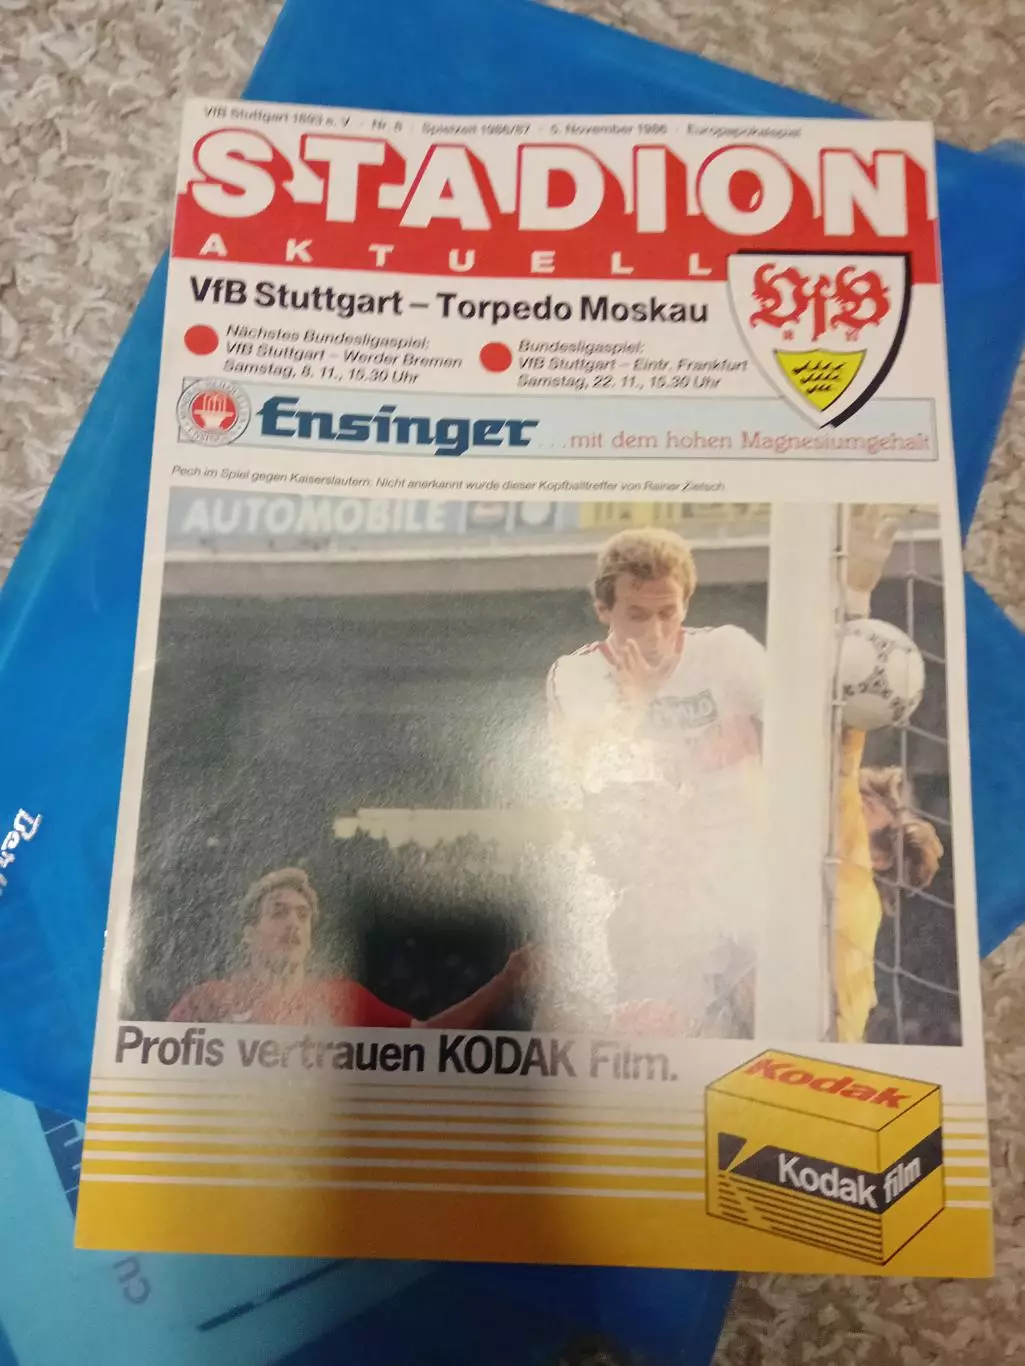 VfB Stuttgart 1893 e. V. · Nr. 8 · Spielzeit 1986/87 · 5. November 1986 · Europapokalspiel
STADION
AKTUELL
VfB Stuttgart – Torpedo Moskau
VfB
Nächstes Bundesligaspiel:
VfB Stuttgart – Werder Bremen
Samstag, 8. 11., 15.30 Uhr
Bundesligaspiel:
VfB Stuttgart – Eintr. Frankfurt
Samstag, 22. 11., 15.30 Uhr
Ensinger ...mit dem hohen Magnesiumgehalt
Pech im Spiel gegen Kaiserslautern: Nicht anerkannt wurde dieser Kopfballtreffer von Rainer Zietsch.
AUTOMOBILE
Profis vertrauen KODAK Film.
Kodak
Kodak film